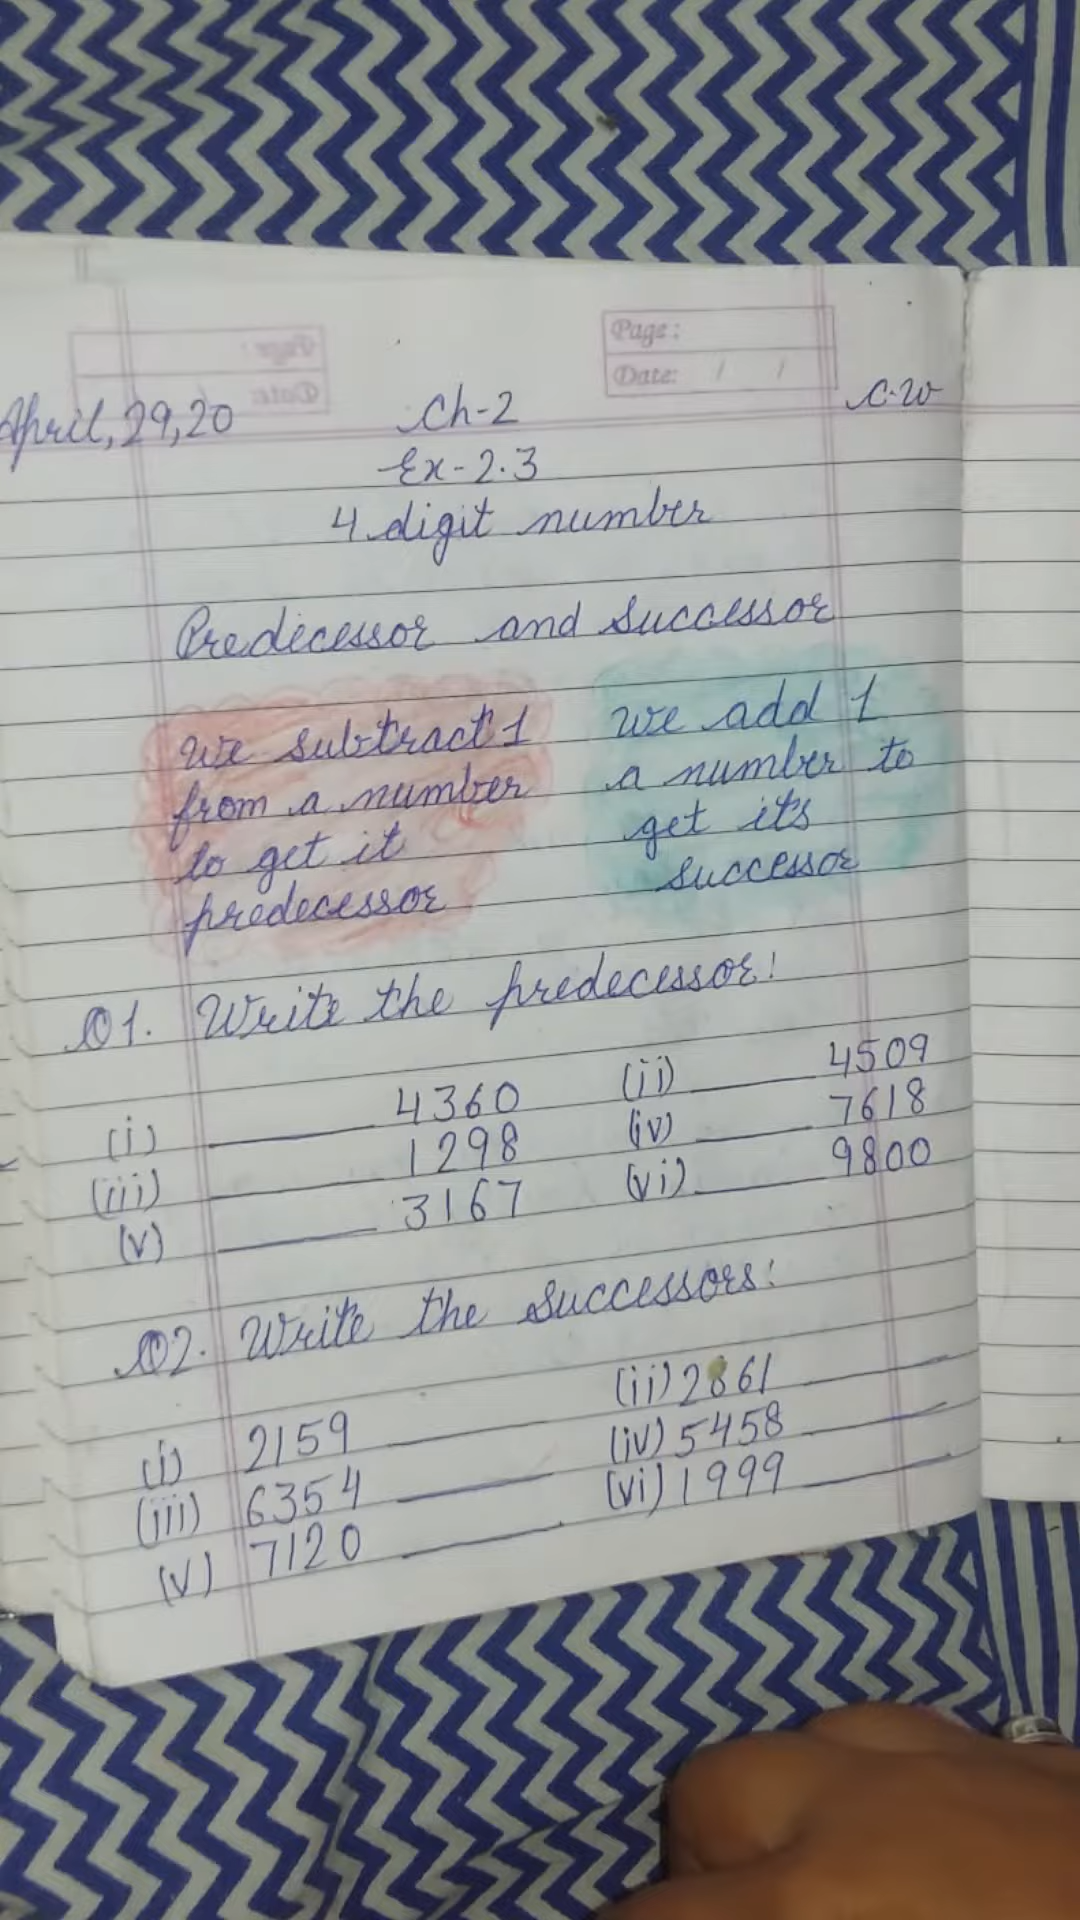 Page:
Date: / /
April, 29, 20 Ch-2 C.W
Ex-2.3
4 digit number
Predecessor and Successor
We subtract 1
from a number
to get it
predecessor
We add 1
a number to
get its
successor
Q1. Write the predecessor:
(i) ______ 4360 (ii) ______ 4509
(iii) ______ 1298 (iv) ______ 7618
(v) ______ 3167 (vi) ______ 9800
Q2. Write the successors:
(i) 2159 ______ (ii) 2861 ______
(iii) 6354 ______ (iv) 5458 ______
(v) 7120 ______ (vi) 1999 ______